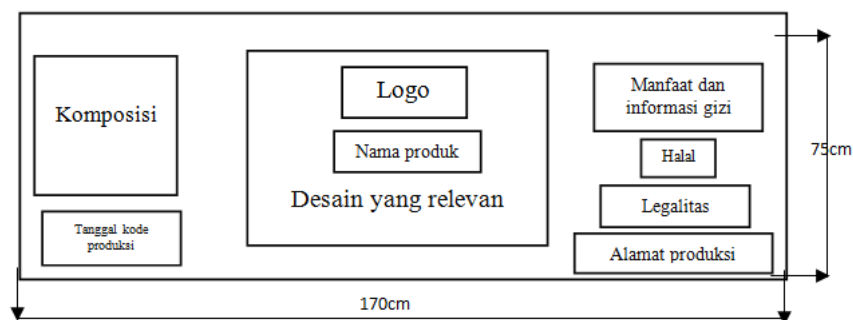 Komposisi
Tanggal kode
produksi
Logo
Nama produk
Desain yang relevan
Manfaat dan
informasi gizi
Halal
Legalitas
Alamat produksi
75cm
170cm